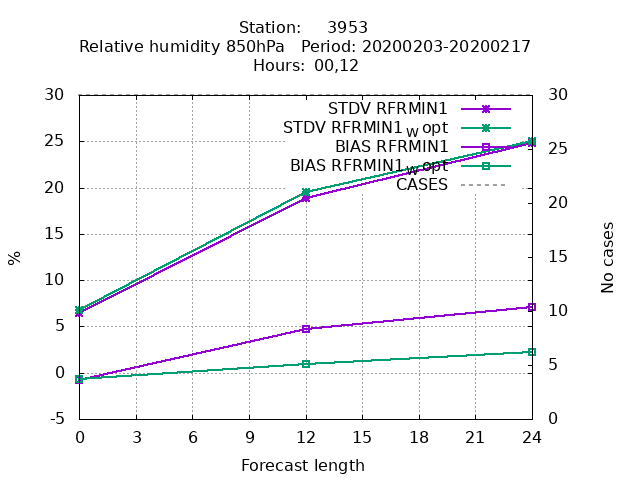 Station: 3953
Relative humidity 850hPa Period: 20200203-20200217
Hours: 00,12
30 30
STDV RFRMIN1
STDV RFRMIN1w opt
BIAS RFRMIN1
BIAS RFRMIN1w opt
CASES
25 25
20 20
15 15
10 10
5 5
0 0
-5
%
No cases
0 3 6 9 12 15 18 21 24
Forecast length